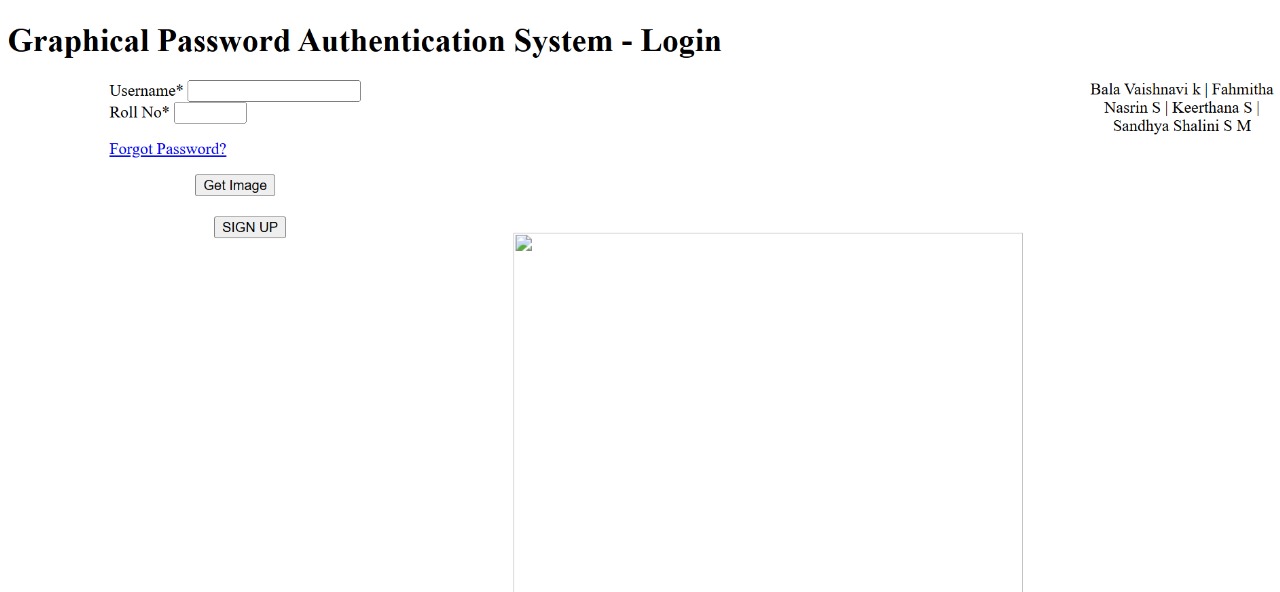 Graphical Password Authentication System - Login
Username*
Roll No*
Forgot Password?
Get Image
SIGN UP
Bala Vaishnavi k | Fahmitha
Nasrin S | Keerthana S |
Sandhya Shalini S M